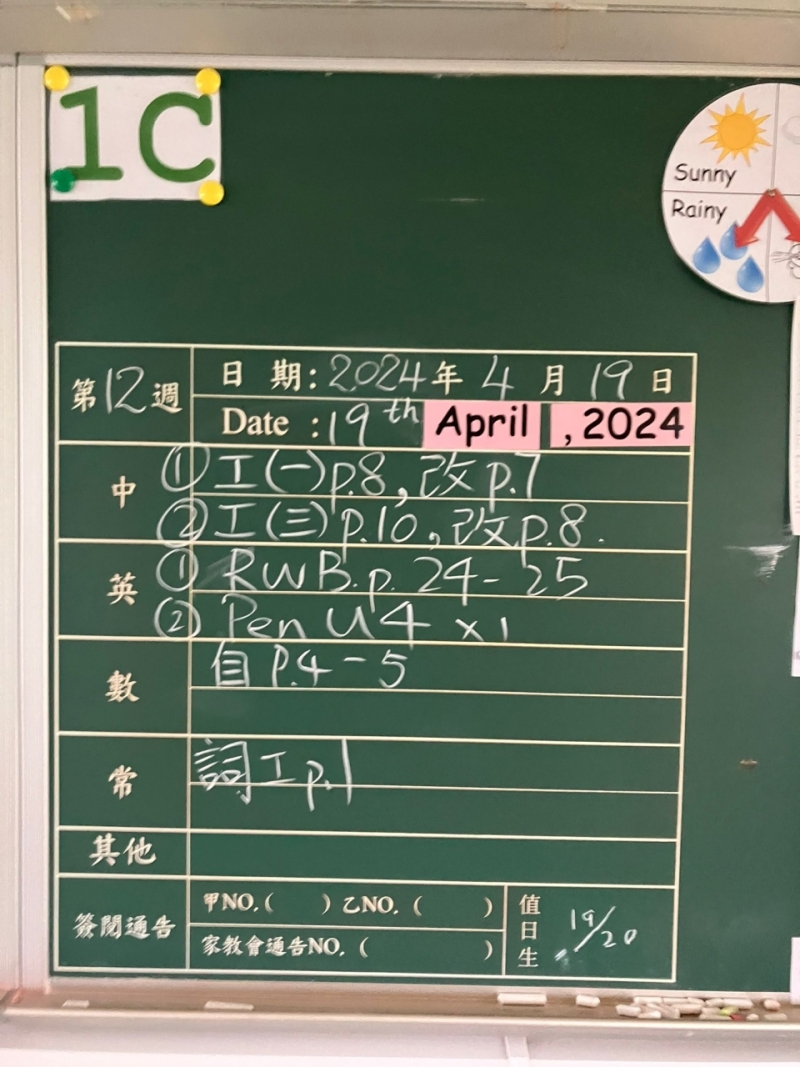 1C
Sunny
Rainy
第12週
日 期：2024年 4 月 19 日
Date : 19th April , 2024
中
① 工(一)p.8，改p.7
② 工(三)p.10，改p.8.
英
① RWB.p.24-25
② Pen U4 x1
數
自 P.4-5
常
詞工 p.1
其他
簽閱通告
甲NO.( ) 乙NO. ( )
家教會通告NO. ( )
值日生
19/20